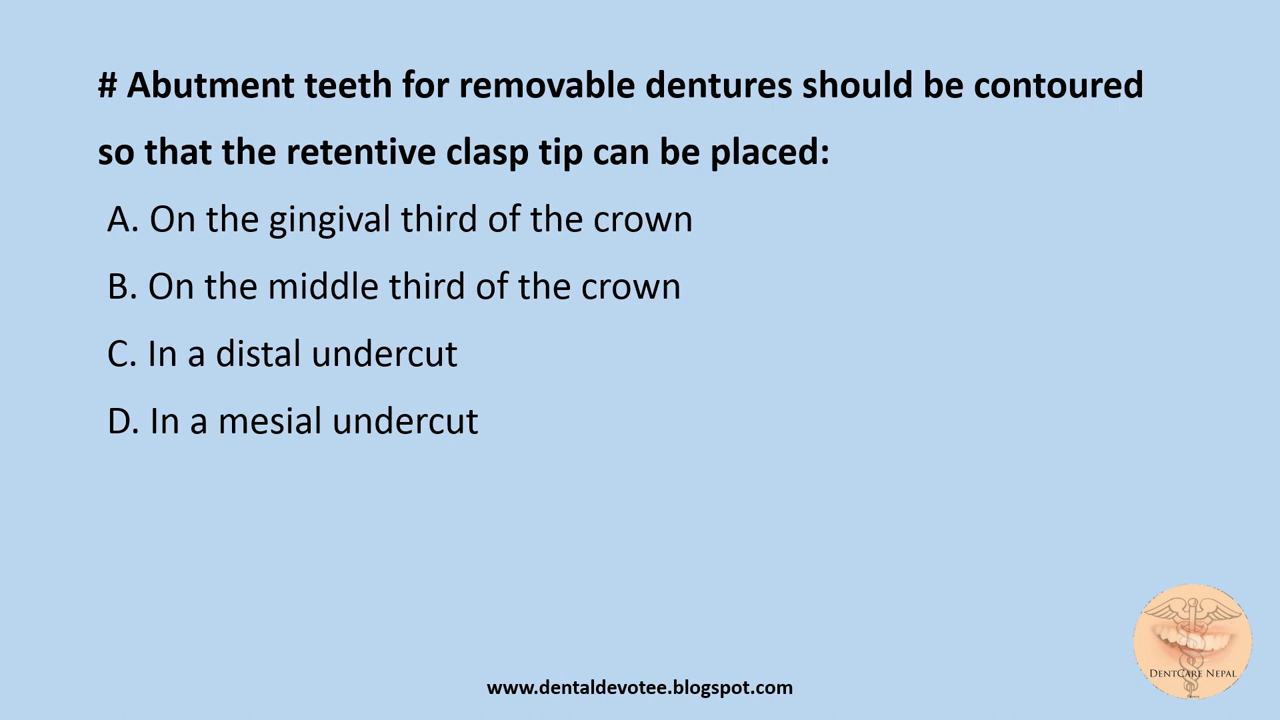 # Abutment teeth for removable dentures should be contoured
so that the retentive clasp tip can be placed:
A. On the gingival third of the crown
B. On the middle third of the crown
C. In a distal undercut
D. In a mesial undercut
DentCare Nepal
www.dentaldevotee.blogspot.com